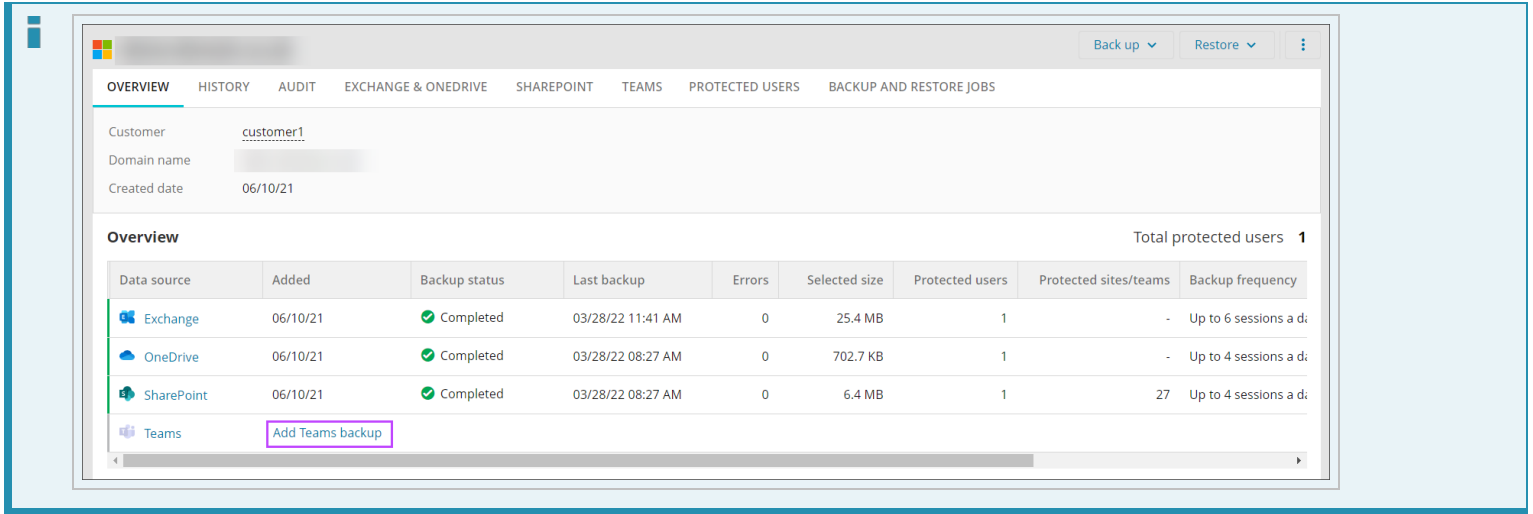 Back up Restore
OVERVIEW HISTORY AUDIT EXCHANGE & ONEDRIVE SHAREPOINT TEAMS PROTECTED USERS BACKUP AND RESTORE JOBS
Customer customer1
Domain name
Created date 06/10/21
Overview Total protected users 1
Data source Added Backup status Last backup Errors Selected size Protected users Protected sites/teams Backup frequency
Exchange 06/10/21 Completed 03/28/22 11:41 AM 0 25.4 MB 1 - Up to 6 sessions a da
OneDrive 06/10/21 Completed 03/28/22 08:27 AM 0 702.7 KB 1 - Up to 4 sessions a da
SharePoint 06/10/21 Completed 03/28/22 08:27 AM 0 6.4 MB 1 27 Up to 4 sessions a da
Teams Add Teams backup